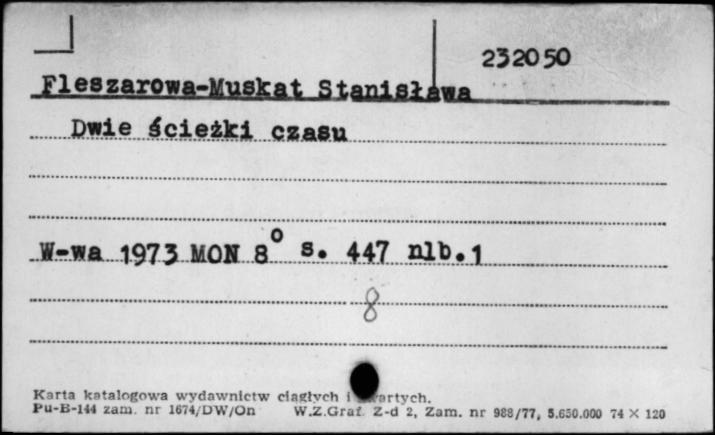 232050
Fleszarowa-Muskat Stanisława
Dwie ścieżki czasu
W-wa 1973 MON 8° s. 447 nlb.1
8
Karta katalogowa wydawnictw ciągłych i zwartych.
Pu-B-144 zam. nr 1674/DW/On W.Z.Graf. Z-d 2, Zam. nr 988/77, 5.650.000 74 X 120